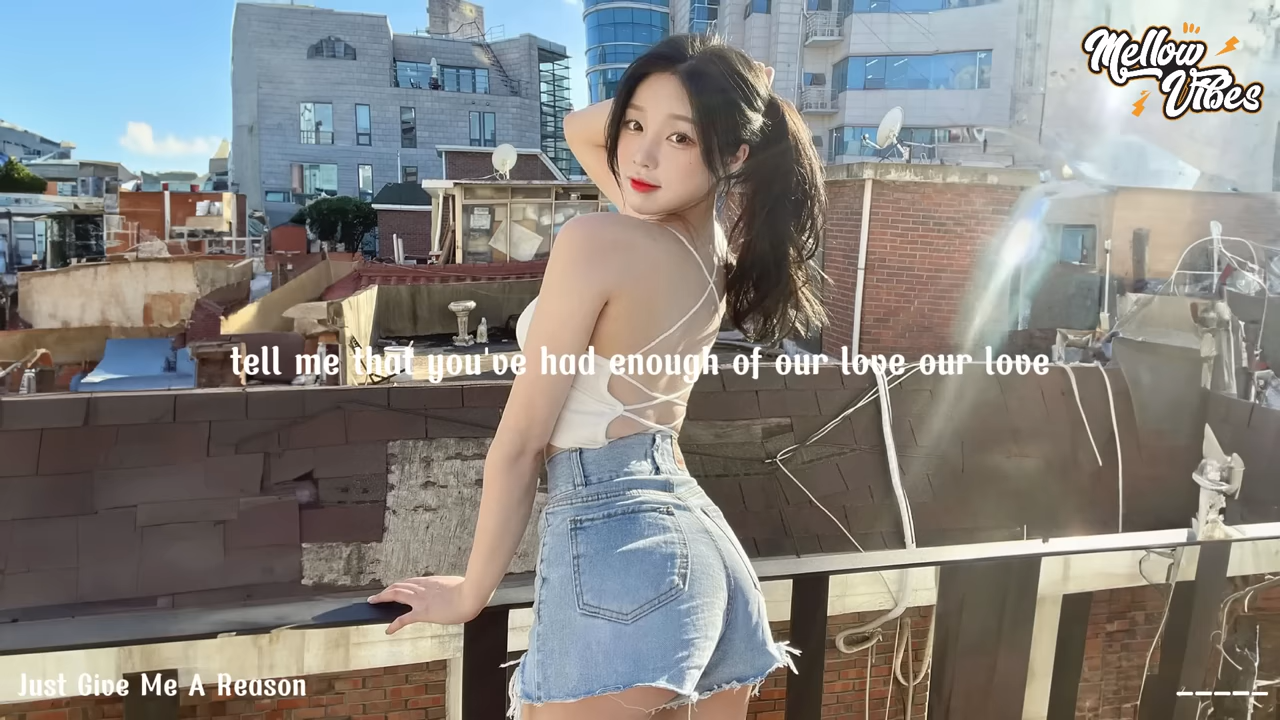 Mellow
Vibes
tell me that you've had enough of our love our love
Just Give Me A Reason
-----